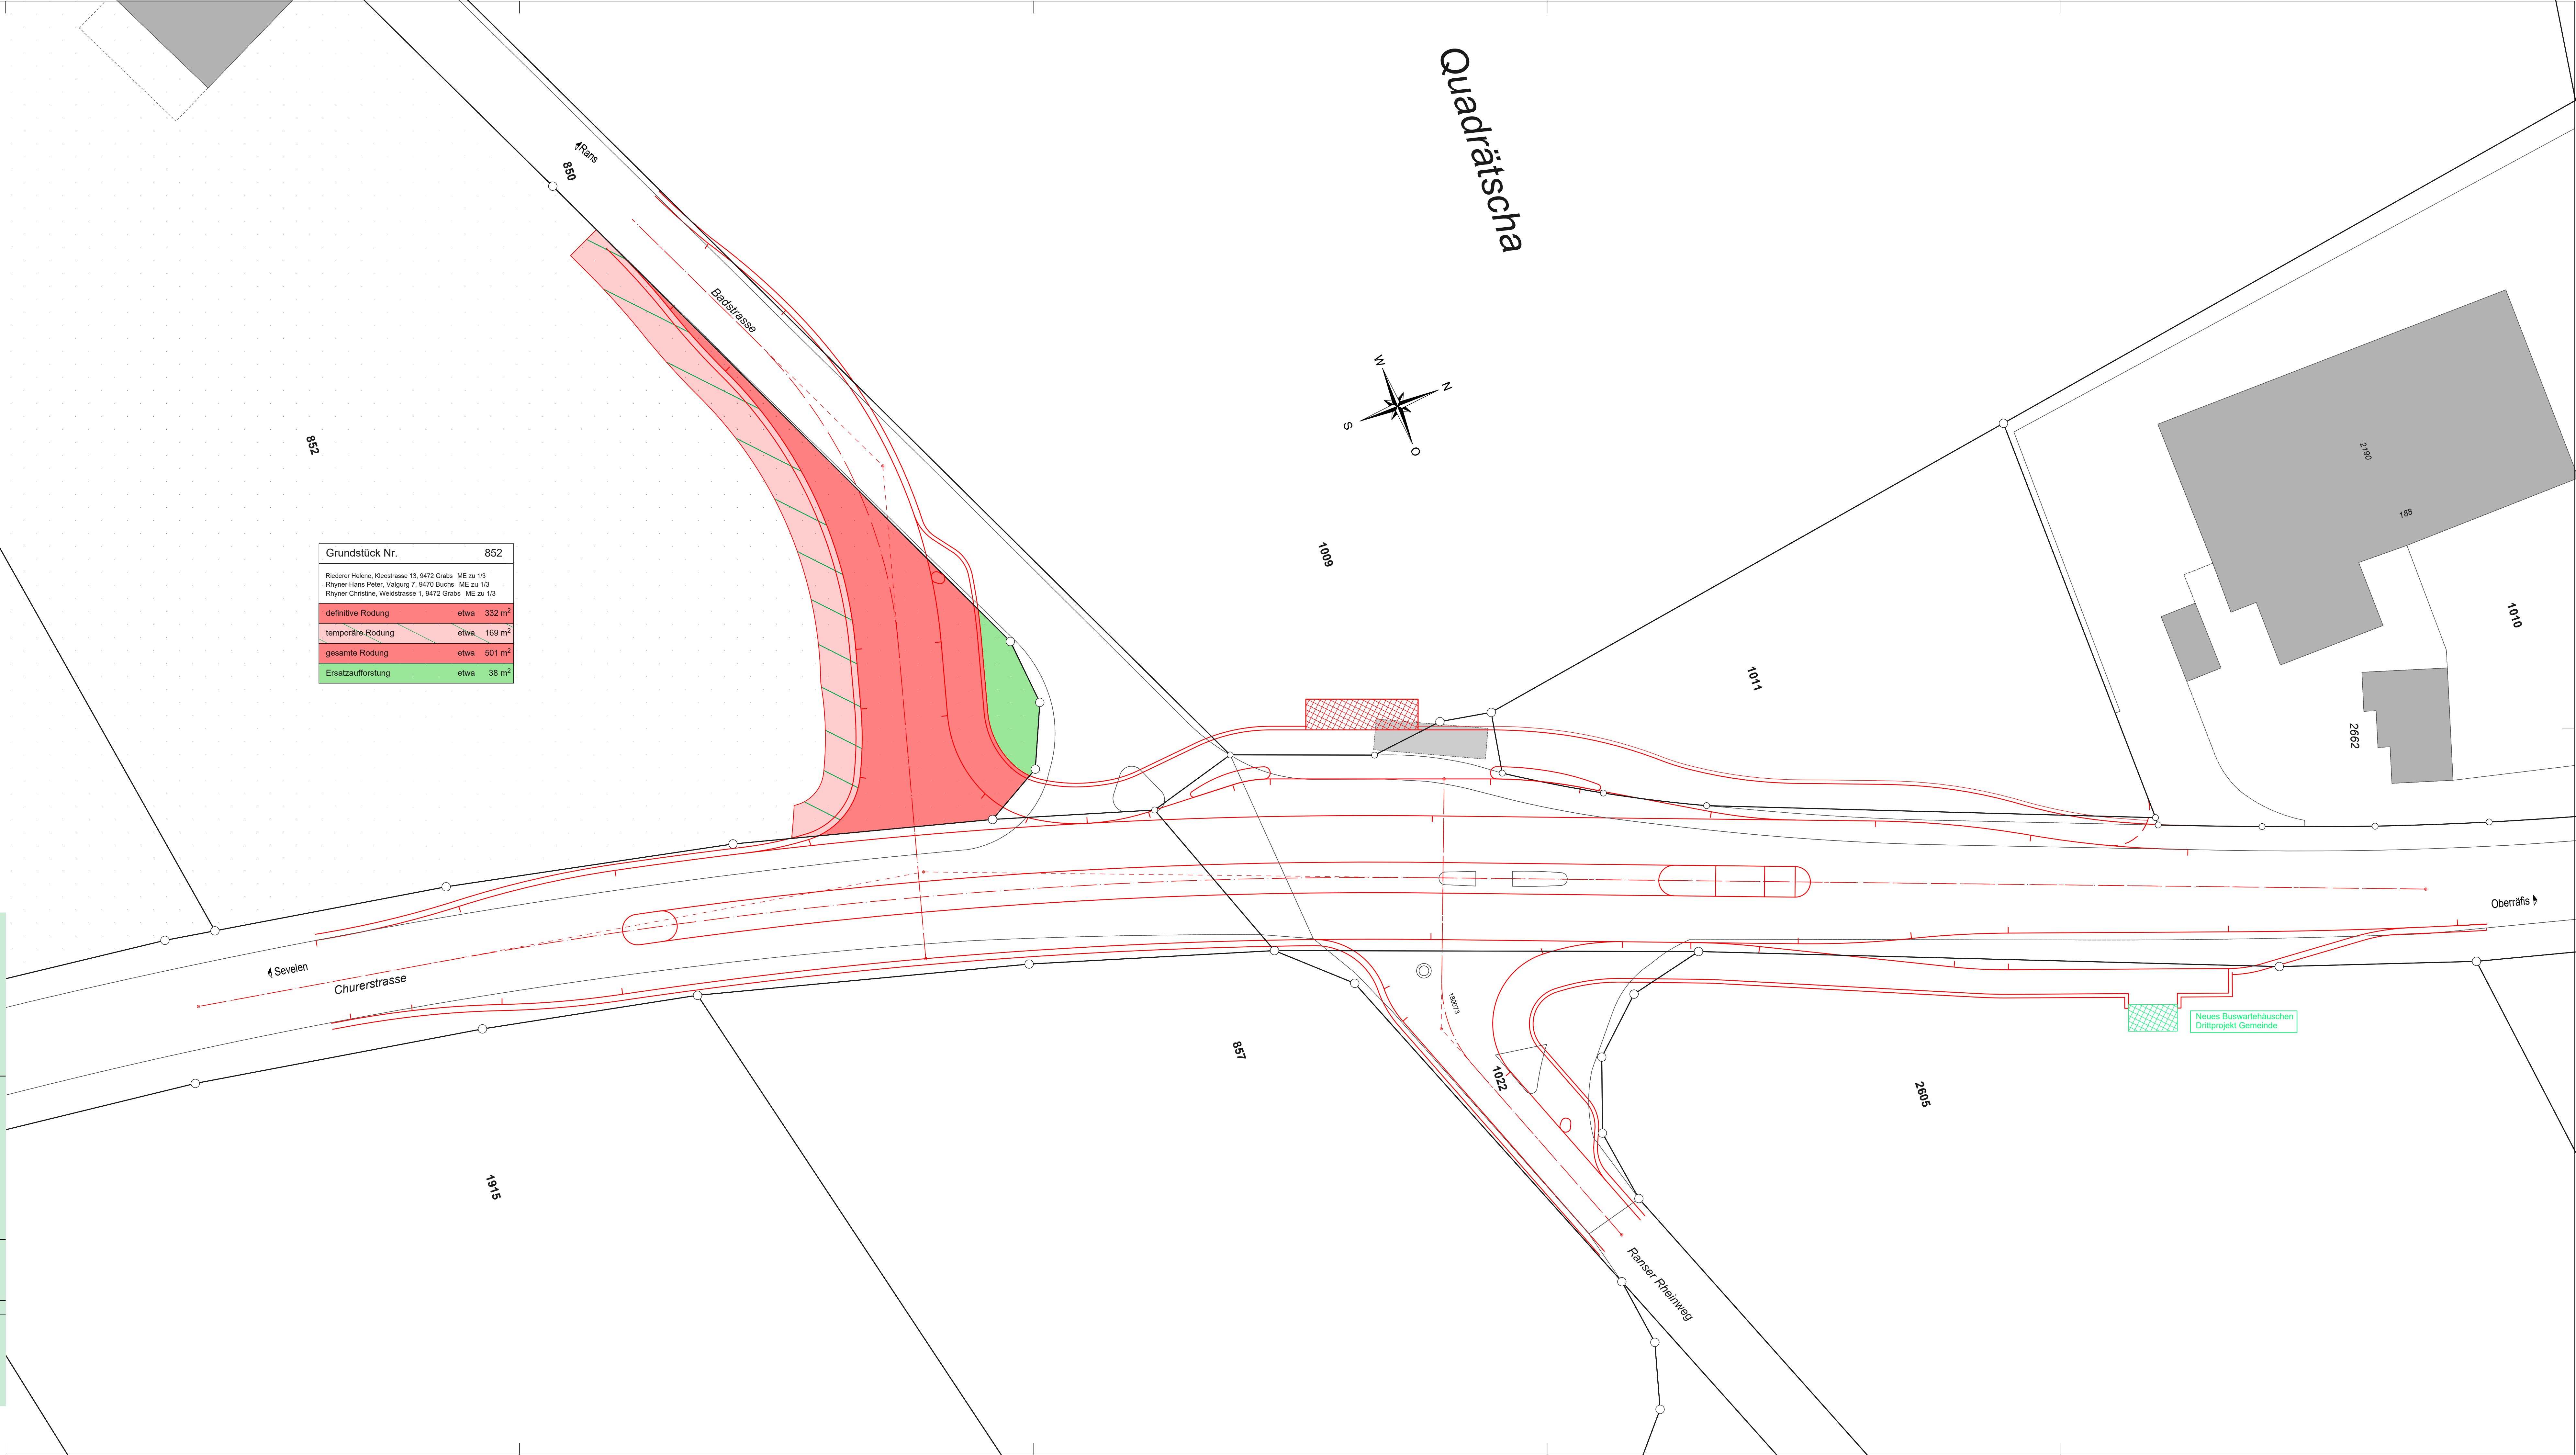 Quadrätscha
Rans
850
Badstrasse
W
N
S
O
852
2190
188
1009
1010
1011
2662
Grundstück Nr. 852
Riederer Helene, Kleestrasse 13, 9472 Grabs ME zu 1/3
Rhyner Hans Peter, Valgurg 7, 9470 Buchs ME zu 1/3
Rhyner Christine, Weidstrasse 1, 9472 Grabs ME zu 1/3
definitive Rodung etwa 332 m²
temporäre Rodung etwa 169 m²
gesamte Rodung etwa 501 m²
Ersatzaufforstung etwa 38 m²
Oberräfis
Sevelen
Churerstrasse
180073
Neues Buswartehäuschen
Drittprojekt Gemeinde
857
1022
2605
1915
Ranser Rheinweg